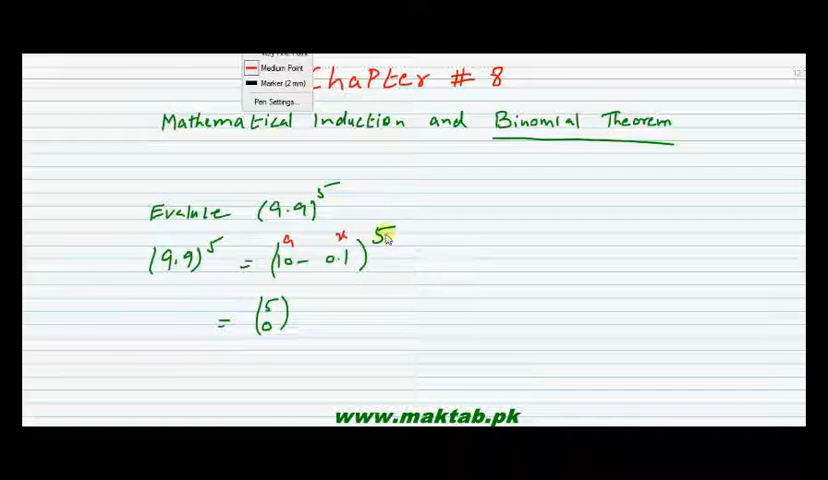 Medium Point
Marker (2 mm)
Pen Settings...
ChaPter # 8
Mathematical Induction and Binomial Theorem
Evaluate (9.9)^5
a x
(9.9)^5 = (10 - 0.1)^5
= (5 0)
www.maktab.pk